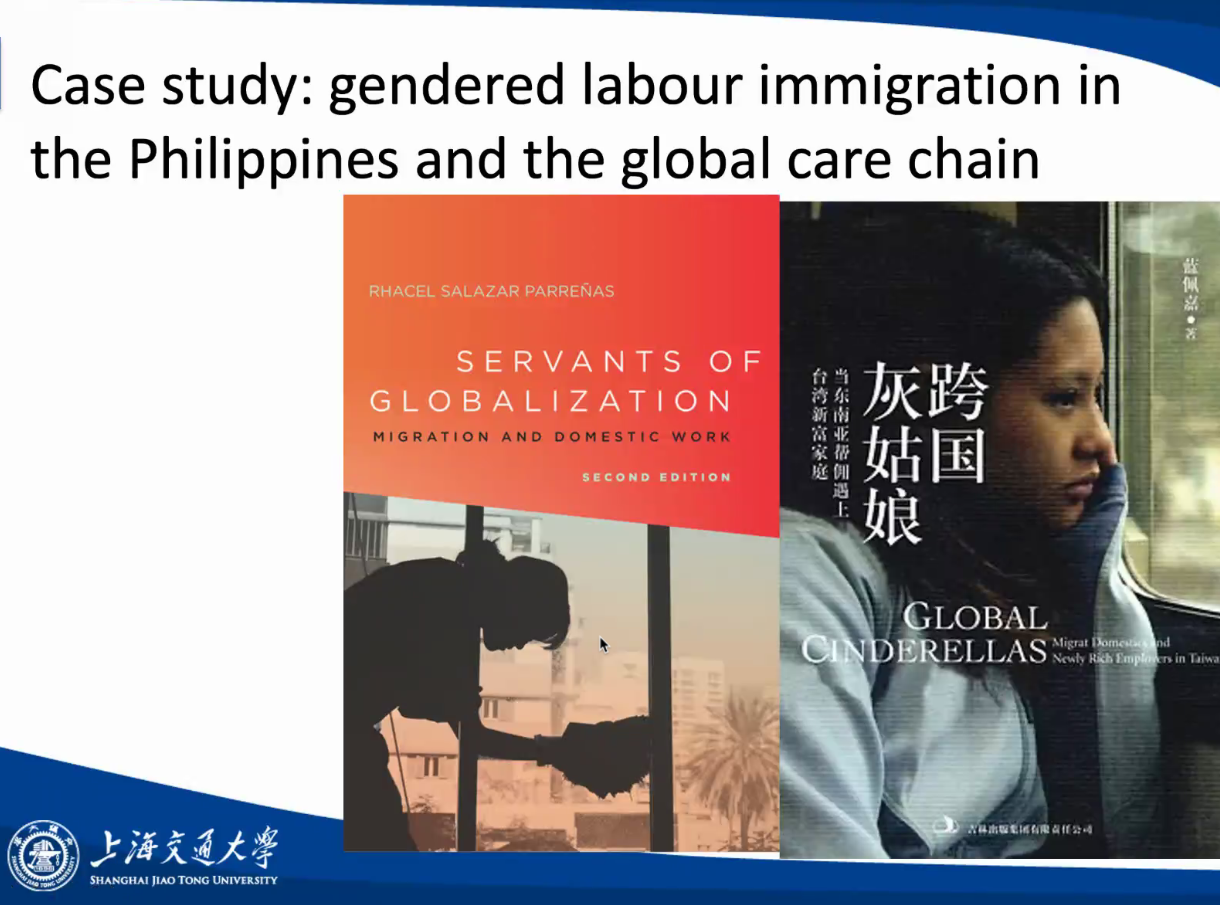 Case study: gendered labour immigration in
the Philippines and the global care chain
RHACEL SALAZAR PARREÑAS
SERVANTS OF
GLOBALIZATION
MIGRATION AND DOMESTIC WORK
SECOND EDITION
蓝佩嘉•著
跨国
灰姑娘
当东南亚帮佣遇上
台湾新富家庭
GLOBAL
CINDERELLAS
Migrat Domestics and
Newly Rich Employers in Taiwa
吉林出版集团有限责任公司
上海交通大学
SHANGHAI JIAO TONG UNIVERSITY